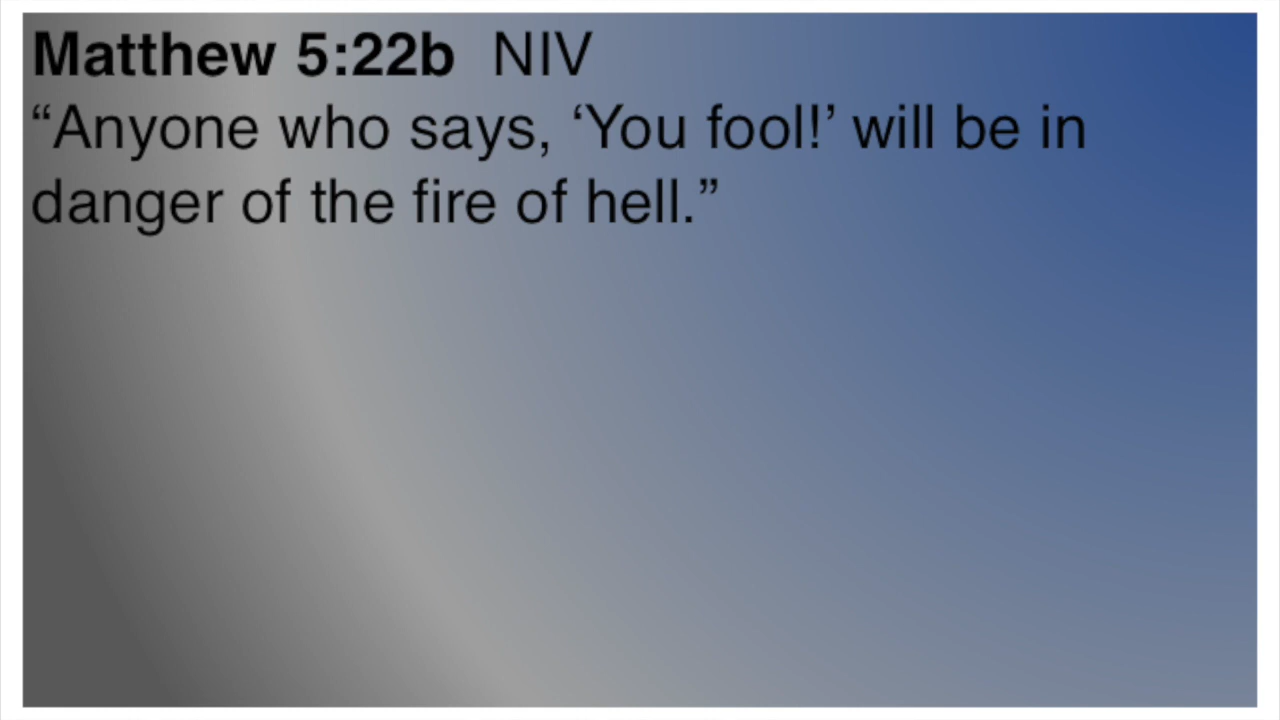 Matthew 5:22b NIV
“Anyone who says, ‘You fool!’ will be in
danger of the fire of hell.”